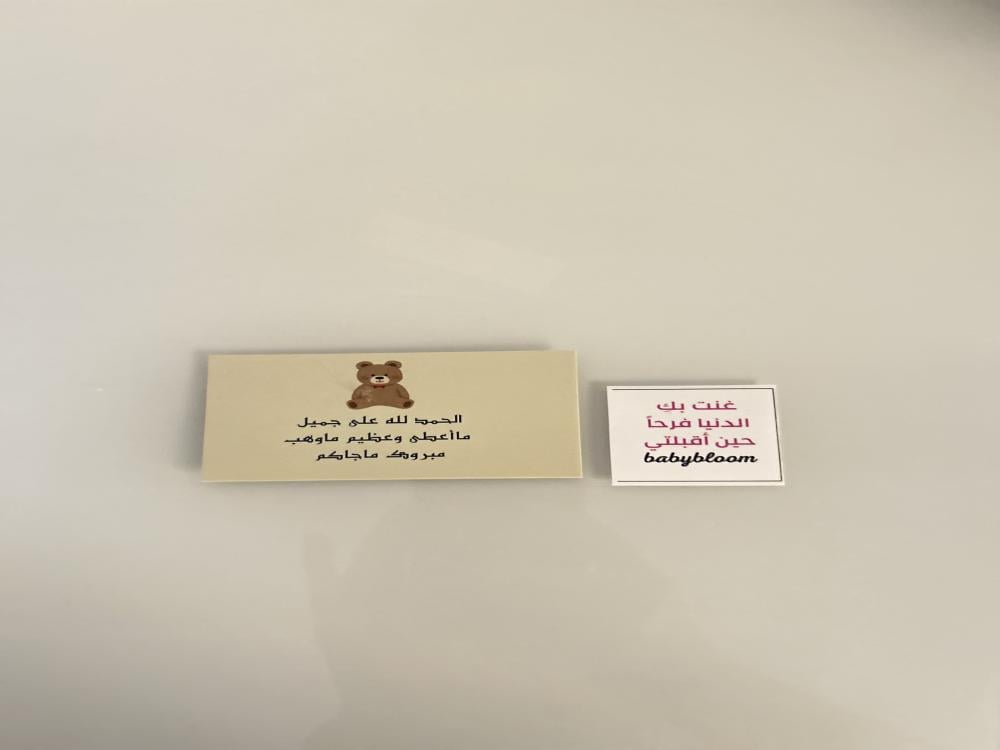 الحمد لله على جميل
ماأعطى وعظيم ماوهب
مبروك ماجاكم
غنت بكِ
الدنيا فرحاً
حين أقبلتي
babybloom